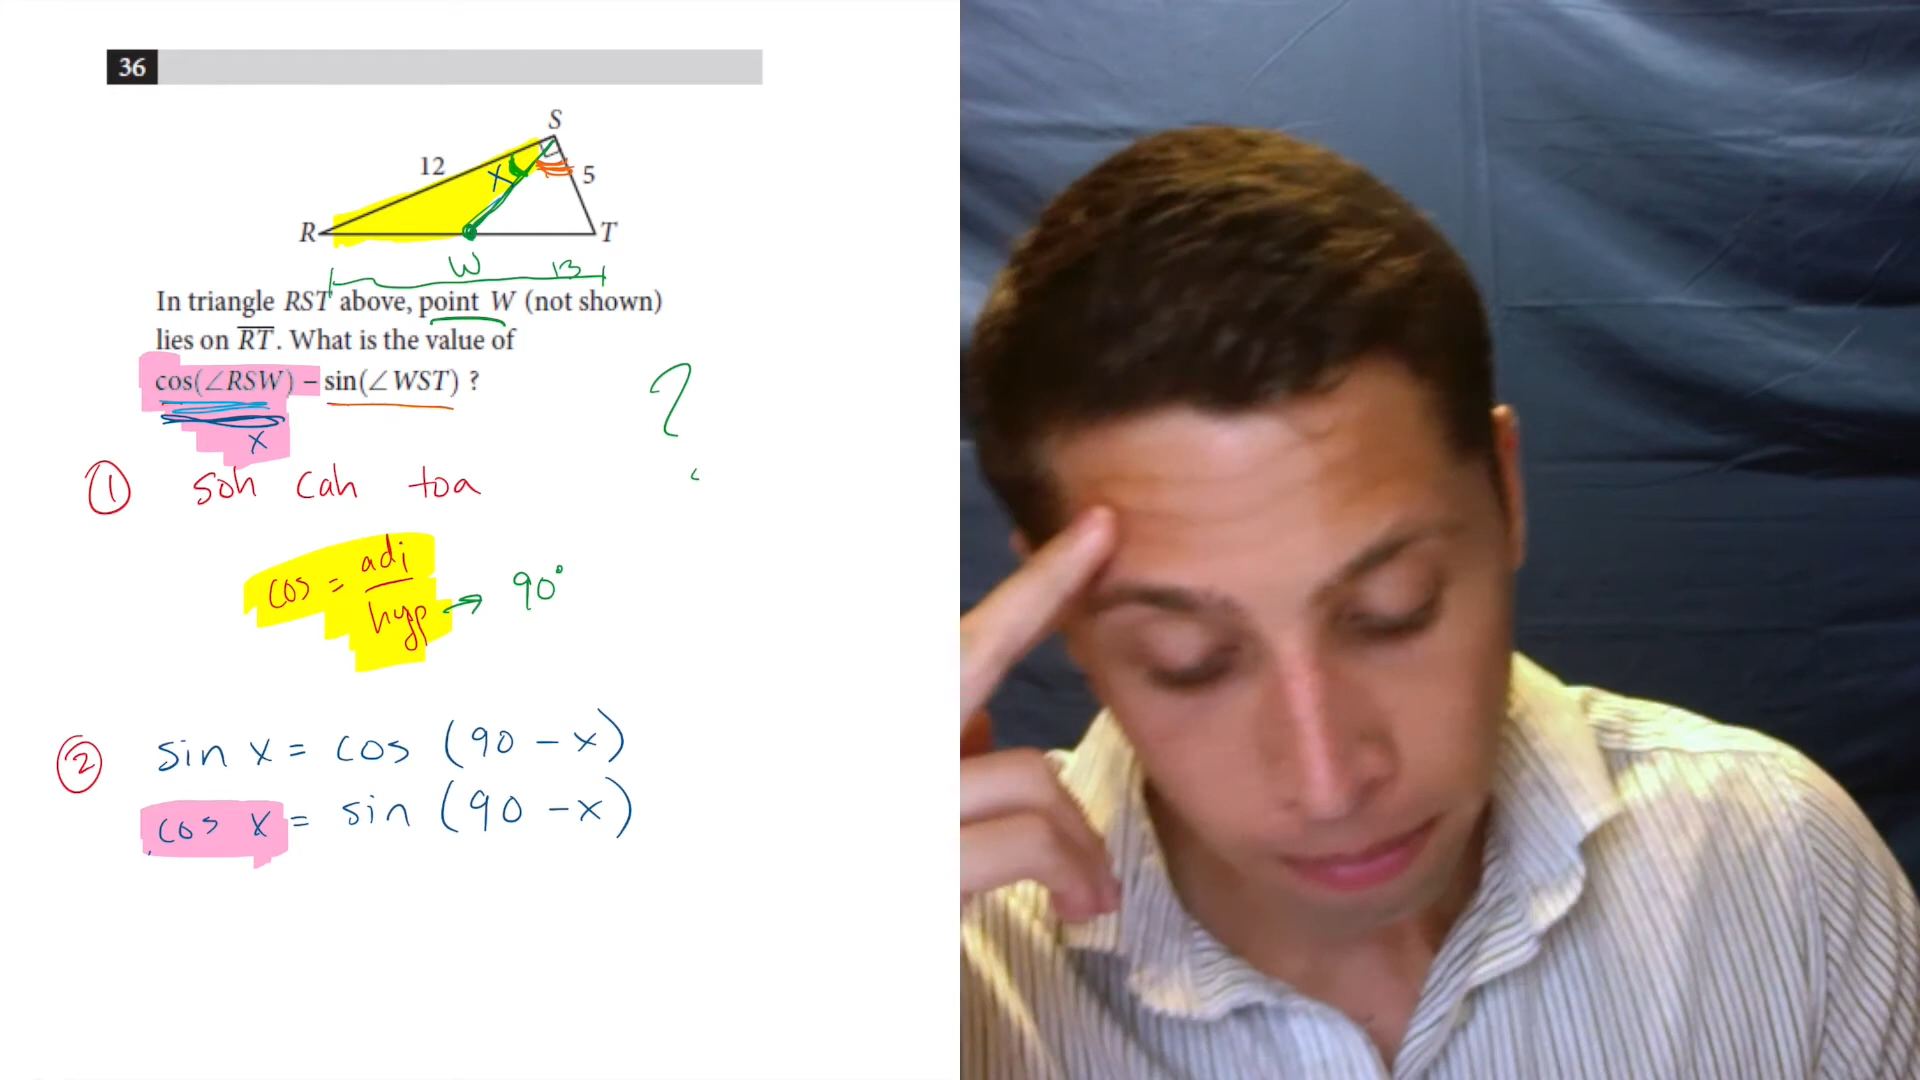 36
S
12
X
5
R
T
W
13
In triangle RST above, point W (not shown)
lies on RT. What is the value of
cos(∠RSW) – sin(∠WST) ?
x
?
1 soh cah toa
cos = adj/hyp → 90°
2 sin x = cos (90 - x)
cos x = sin (90 - x)